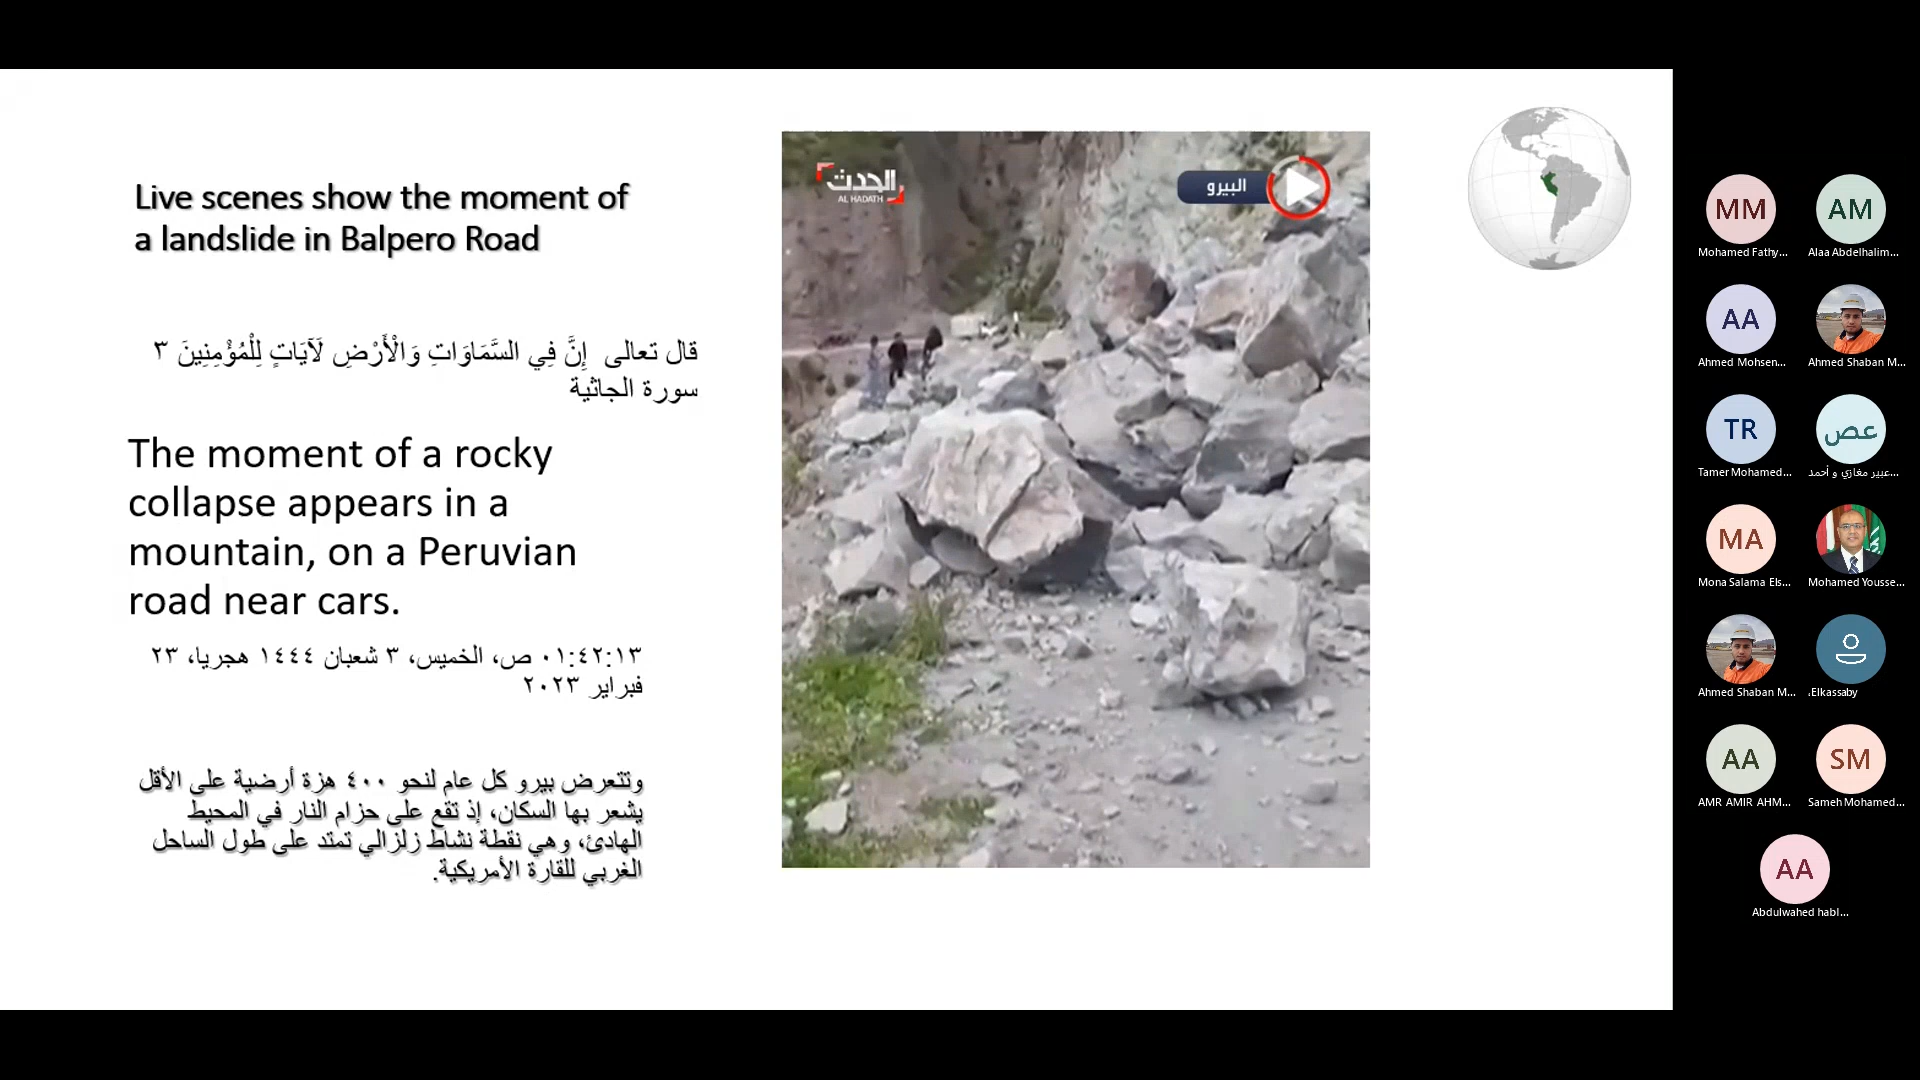 Live scenes show the moment of
a landslide in Balpero Road
قال تعالى إِنَّ فِي السَّمَاوَاتِ وَالْأَرْضِ لَآيَاتٍ لِلْمُؤْمِنِينَ ٣
سورة الجاثية
The moment of a rocky
collapse appears in a
mountain, on a Peruvian
road near cars.
٠١:٤٢:١٣ ص، الخميس، ٣ شعبان ١٤٤٤ هجريا، ٢٣
فبراير ٢٠٢٣
وتتعرض بيرو كل عام لنحو ٤٠٠ هزة أرضية على الأقل
يشعر بها السكان، إذ تقع على حزام النار في المحيط
الهادئ، وهي نقطة نشاط زلزالي تمتد على طول الساحل
الغربي للقارة الأمريكية.
الحدث
AL HADATH
البيرو
MM
Mohamed Fathy...
AM
Alaa Abdelhalim...
AA
Ahmed Mohsen...
Ahmed Shaban M...
TR
Tamer Mohamed...
عص
عبير مغازي و أحمد...
MA
Mona Salama Els...
Mohamed Yousse...
Ahmed Shaban M...
.Elkassaby
AA
AMR AMIR AHM...
SM
Sameh Mohamed...
AA
Abdulwahed habl...